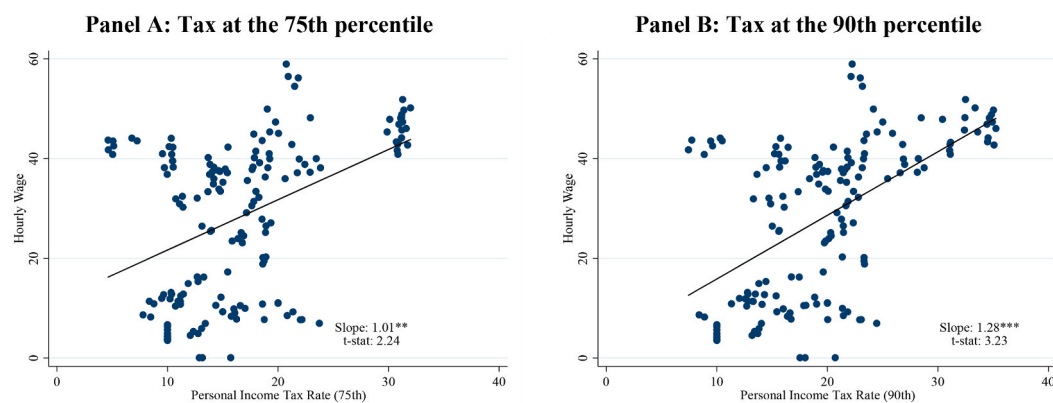 Panel A: Tax at the 75th percentile
60
40
20
0
Hourly Wage
Slope: 1.01**
t-stat: 2.24
0 10 20 30 40
Personal Income Tax Rate (75th)
Panel B: Tax at the 90th percentile
60
40
20
0
Hourly Wage
Slope: 1.28***
t-stat: 3.23
0 10 20 30 40
Personal Income Tax Rate (90th)